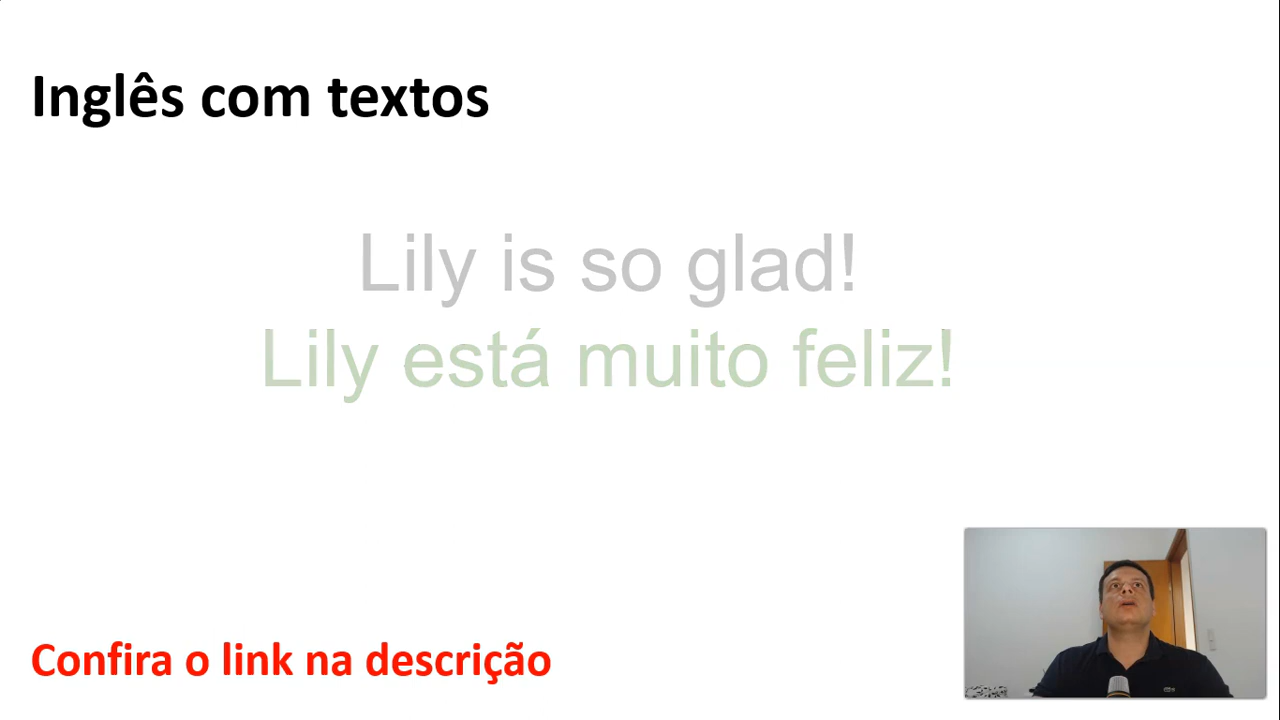 Inglês com textos
Lily is so glad!
Lily está muito feliz!
Confira o link na descrição